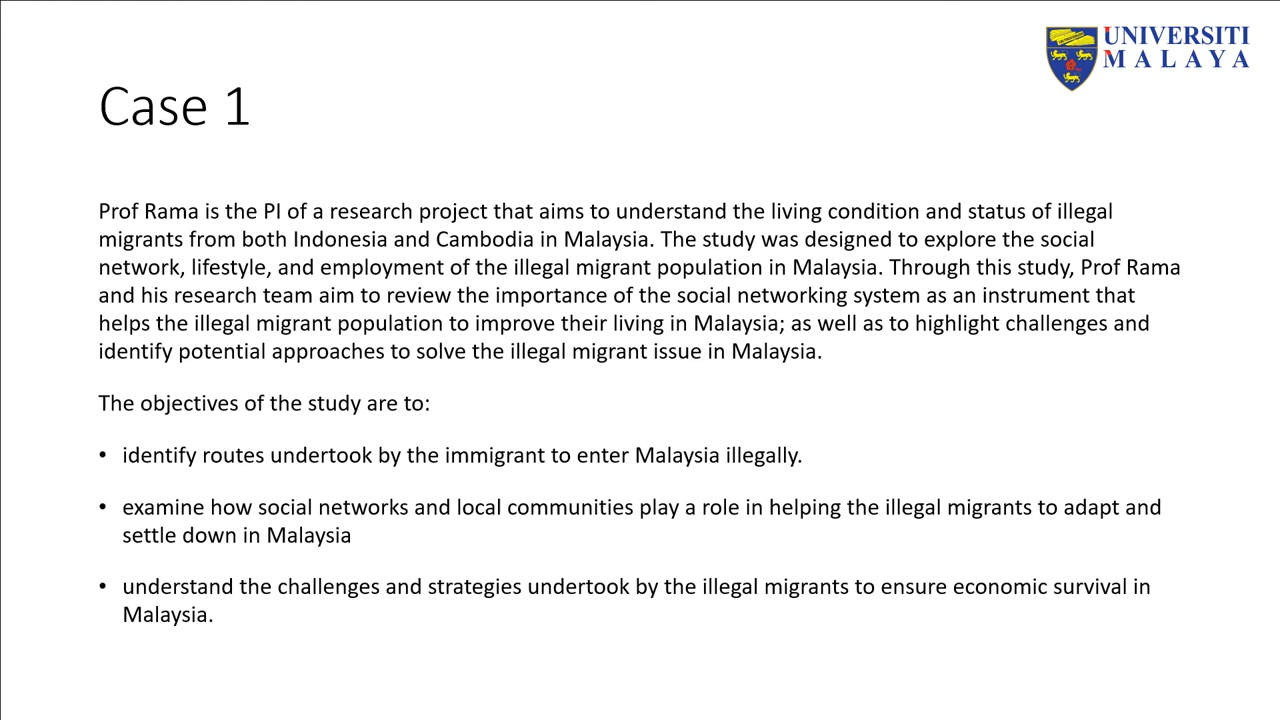 UNIVERSITI
MALAYA
Case 1
Prof Rama is the PI of a research project that aims to understand the living condition and status of illegal
migrants from both Indonesia and Cambodia in Malaysia. The study was designed to explore the social
network, lifestyle, and employment of the illegal migrant population in Malaysia. Through this study, Prof Rama
and his research team aim to review the importance of the social networking system as an instrument that
helps the illegal migrant population to improve their living in Malaysia; as well as to highlight challenges and
identify potential approaches to solve the illegal migrant issue in Malaysia.
The objectives of the study are to:
• identify routes undertook by the immigrant to enter Malaysia illegally.
• examine how social networks and local communities play a role in helping the illegal migrants to adapt and
settle down in Malaysia
• understand the challenges and strategies undertook by the illegal migrants to ensure economic survival in
Malaysia.